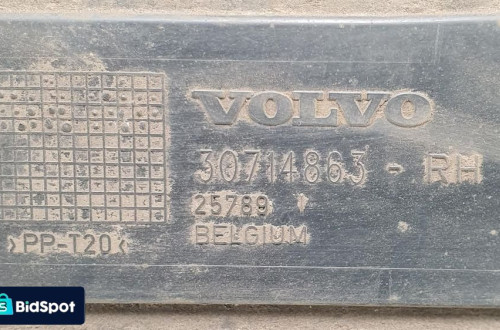 VOLVO
30714863 - RH
25789
BELGIUM
>PP-T20<
BidSpot